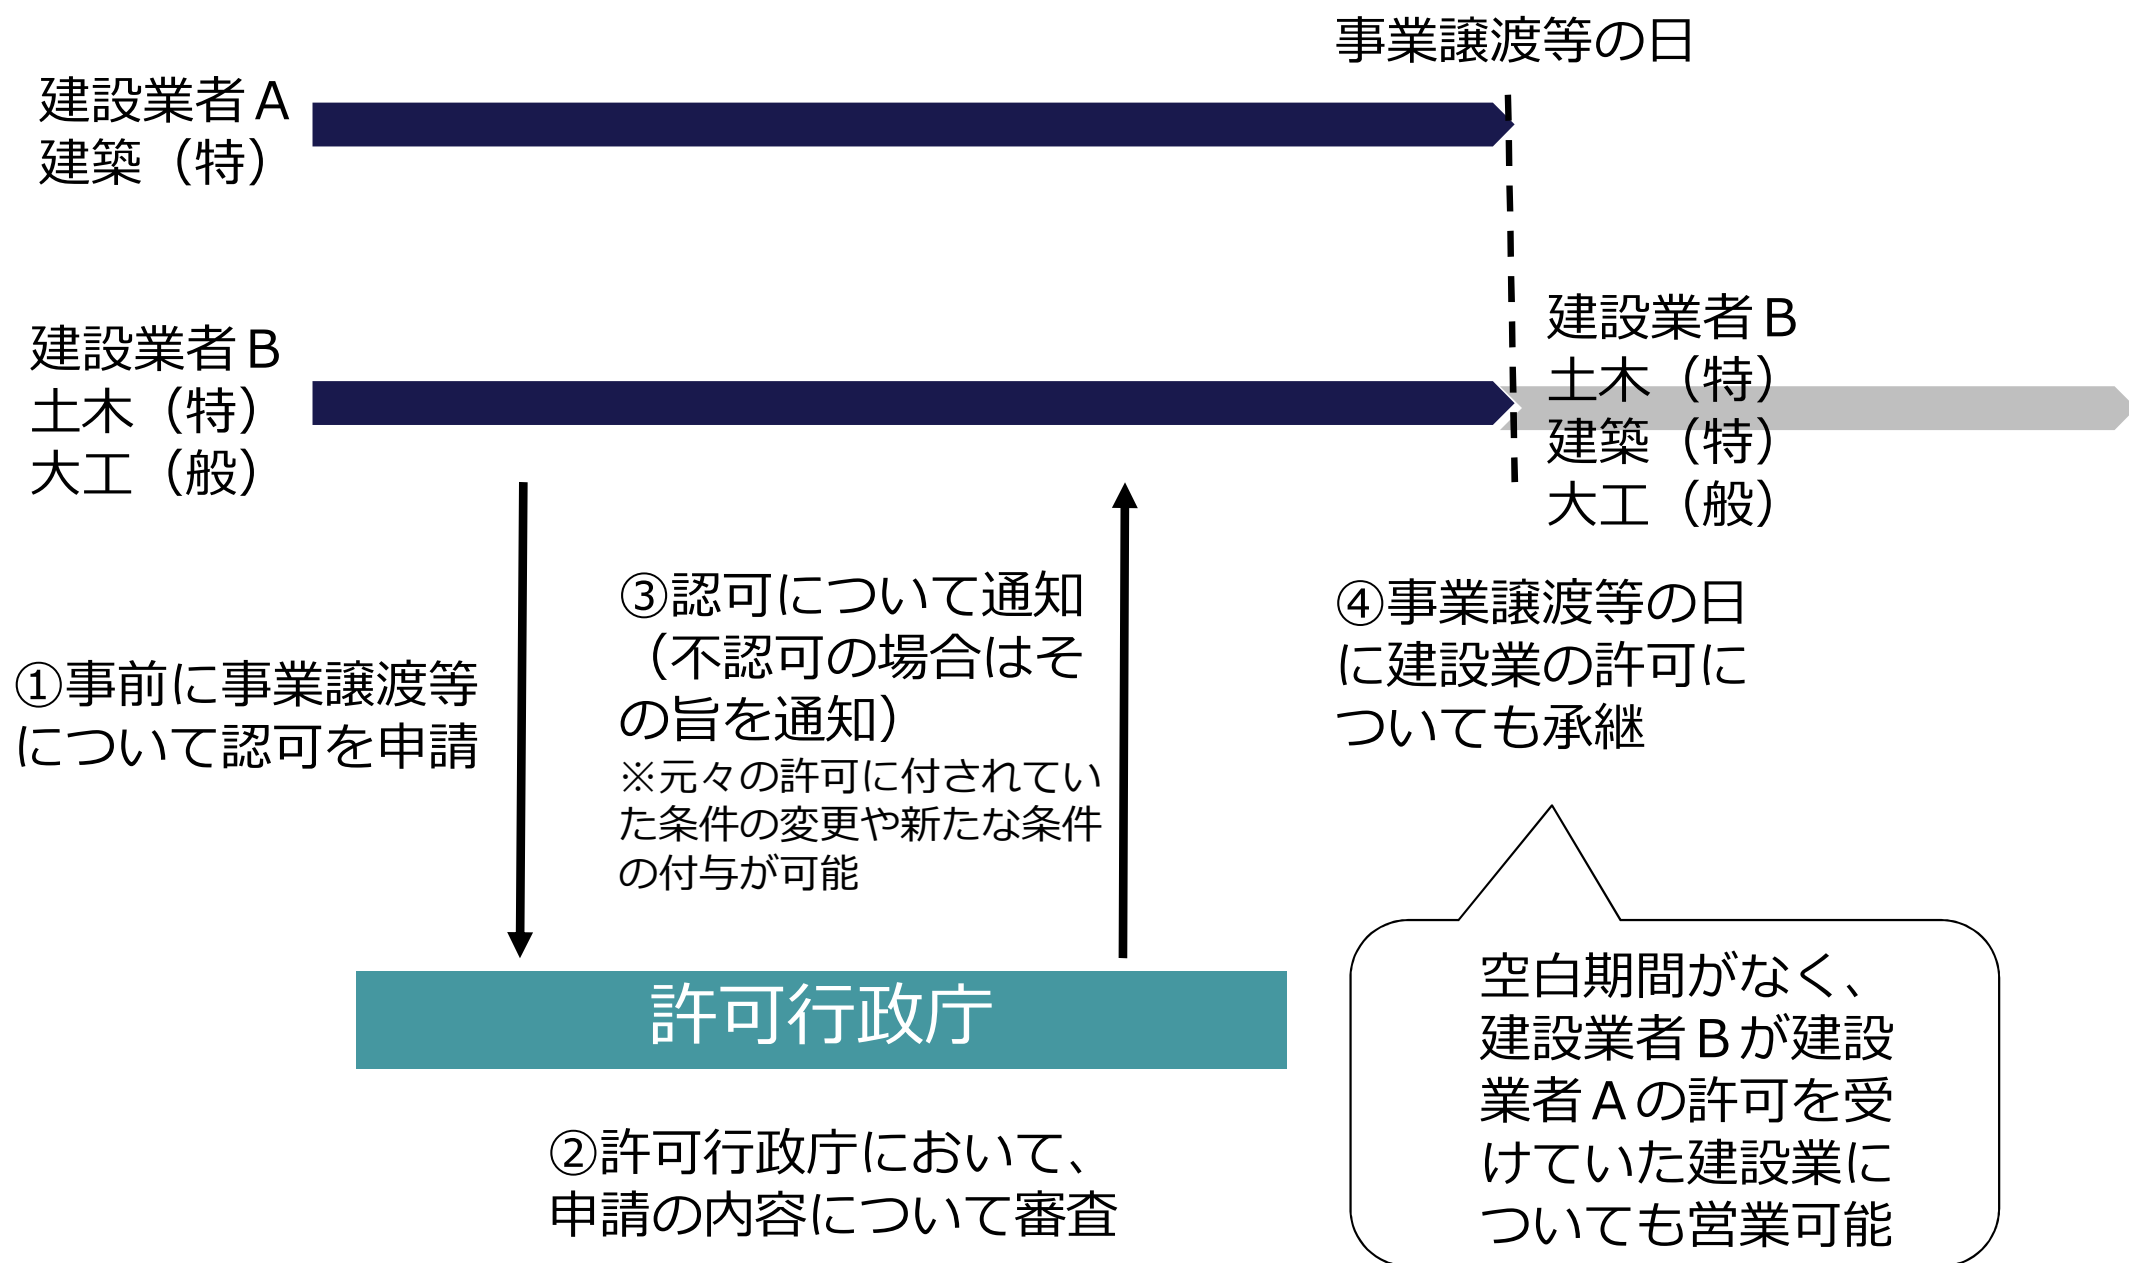 事業譲渡等の日
建設業者Ａ
建築（特）
建設業者Ｂ
土木（特）
大工（般）
建設業者Ｂ
土木（特）
建築（特）
大工（般）
①事前に事業譲渡等
について認可を申請
③認可について通知
（不認可の場合はそ
の旨を通知）
※元々の許可に付されてい
た条件の変更や新たな条件
の付与が可能
④事業譲渡等の日
に建設業の許可に
ついても承継
許可行政庁
②許可行政庁において、
申請の内容について審査
空白期間がなく、
建設業者Ｂが建設
業者Ａの許可を受
けていた建設業に
ついても営業可能